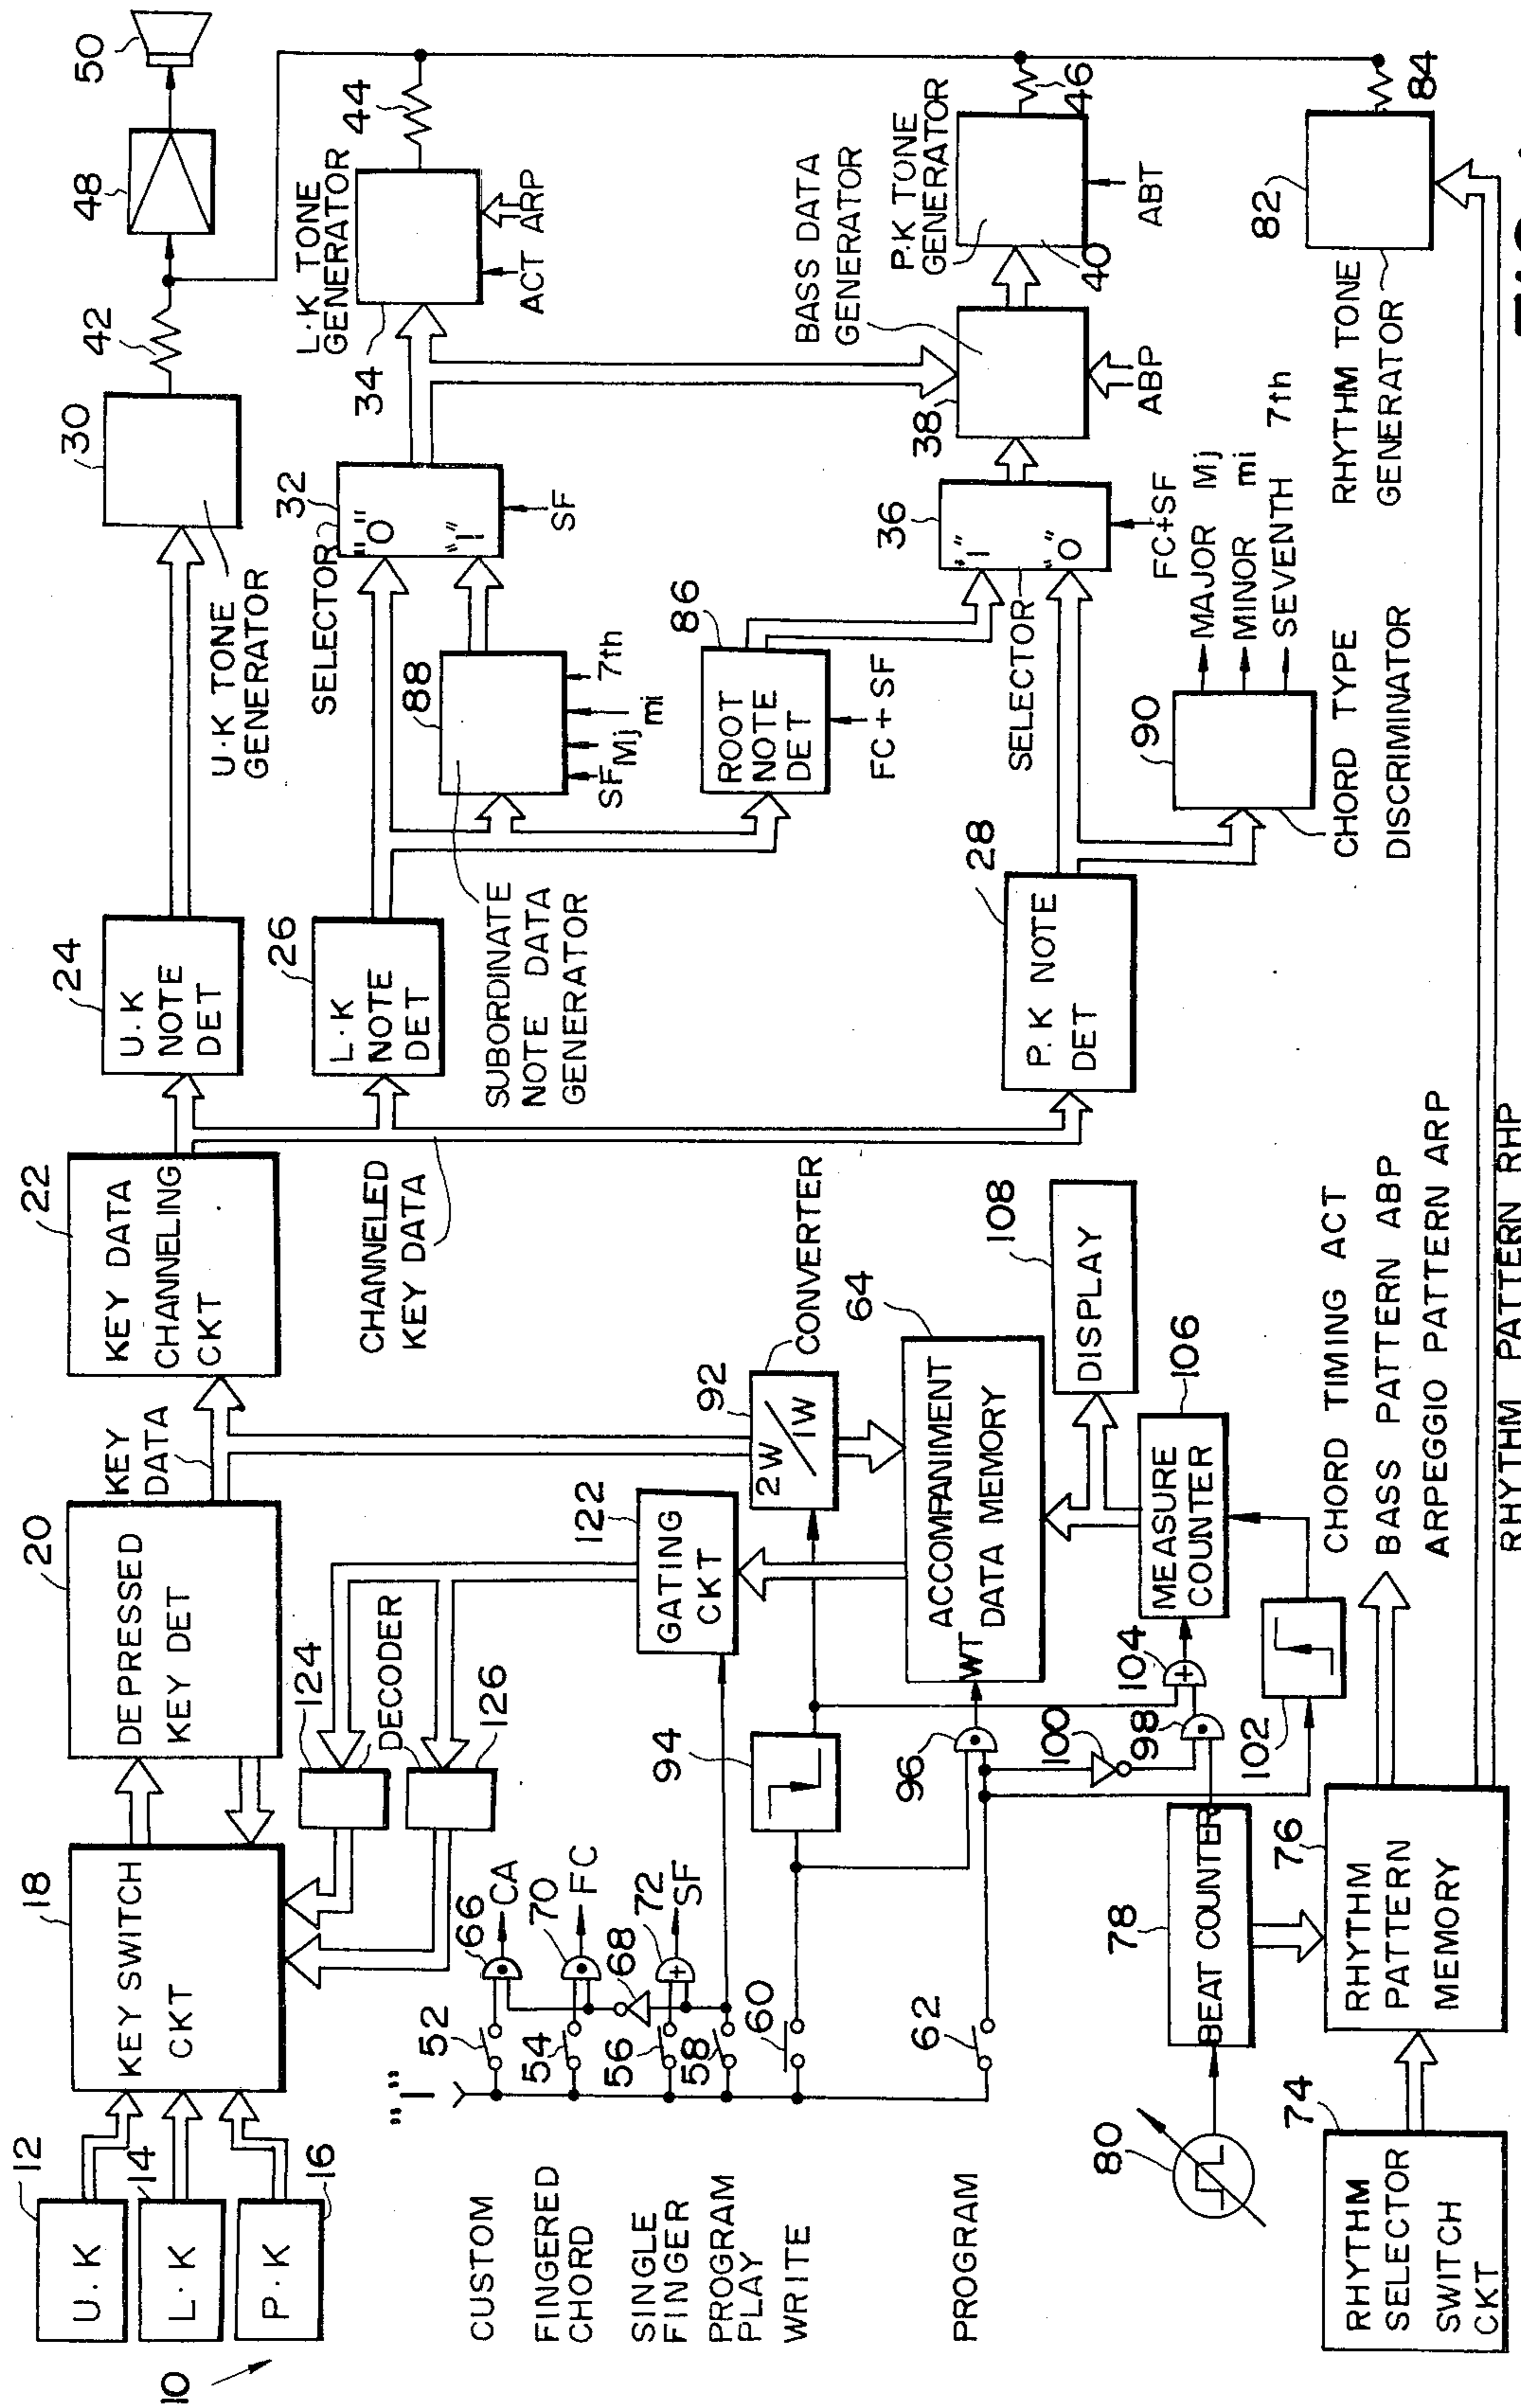 10
12
U.K
14
L.K
16
P.K
18
KEY SWITCH
CKT
20
DEPRESSED
KEY DET
KEY
DATA
22
KEY DATA
CHANNELING
CKT
CHANNELED
KEY DATA
24
U.K
NOTE
DET
26
L.K
NOTE
DET
28
P.K NOTE
DET
U.K TONE
GENERATOR
30
42
48
50
SELECTOR
32
"0"
"1"
SF
L.K TONE
GENERATOR
34
44
ACT
ARP
SUBORDINATE
NOTE DATA
GENERATOR
88
SF
Mj
mi
7th
86
ROOT
NOTE
DET
FC+SF
SELECTOR
36
"1"
"0"
FC+SF
BASS DATA
GENERATOR
38
ABP
P.K TONE
GENERATOR
40
46
ABT
90
CHORD TYPE
DISCRIMINATOR
MAJOR Mj
MINOR mi
SEVENTH 7th
RHYTHM TONE
GENERATOR
82
84
124
DECODER
126
122
GATING
CKT
92
2W/1W
CONVERTER
64
ACCOMPANIMENT
DATA MEMORY
WT
108
DISPLAY
106
MEASURE
COUNTER
104
98
100
102
96
94
"1"
CUSTOM
52
66
CA
FINGERED
CHORD
54
70
FC
68
SINGLE
FINGER
56
72
SF
PROGRAM
PLAY
58
WRITE
60
PROGRAM
62
80
78
BEAT COUNTER
74
RHYTHM
SELECTOR
SWITCH
CKT
76
RHYTHM
PATTERN
MEMORY
CHORD TIMING ACT
BASS PATTERN ABP
ARPEGGIO PATTERN ARP
RHYTHM PATTERN RHP